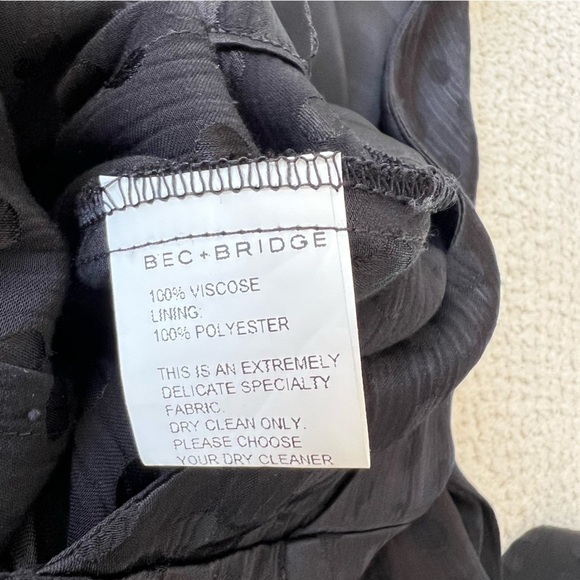 BEC + BRIDGE
100% VISCOSE
LINING:
100% POLYESTER
THIS IS AN EXTREMELY
DELICATE SPECIALTY
FABRIC.
DRY CLEAN ONLY.
PLEASE CHOOSE
YOUR DRY CLEANER